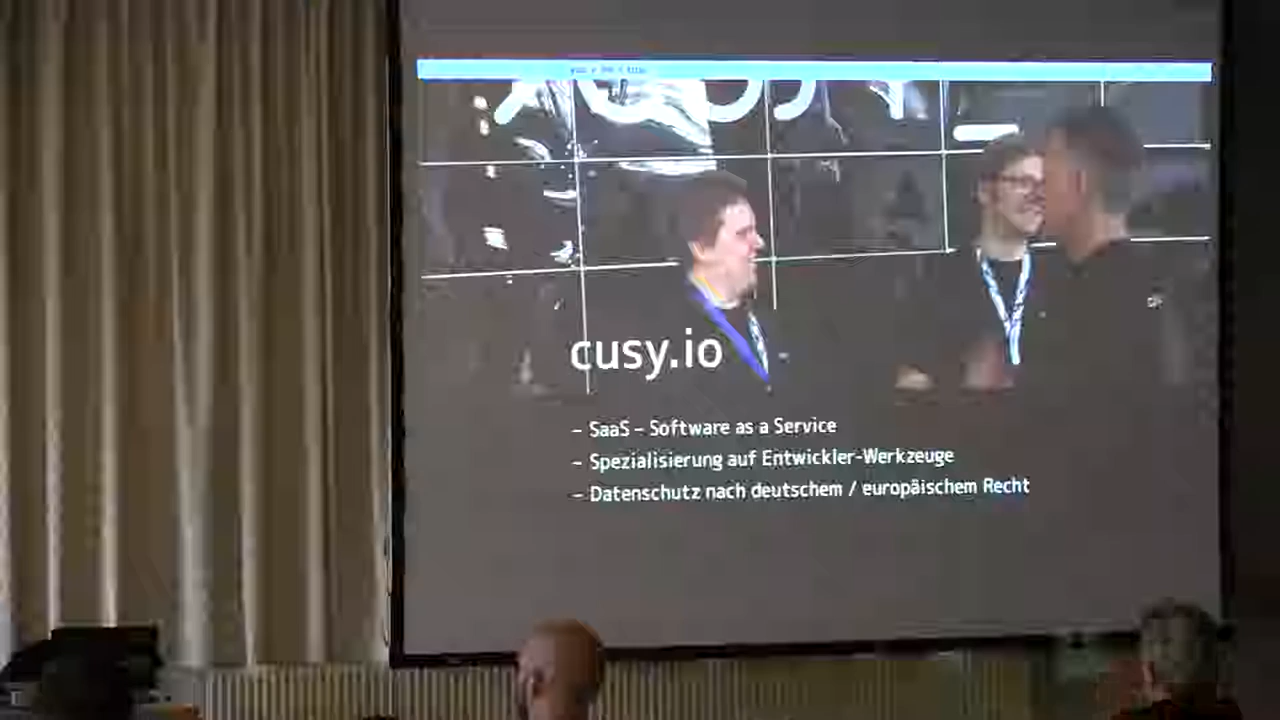 cusy.io
– SaaS – Software as a Service
– Spezialisierung auf Entwickler-Werkzeuge
– Datenschutz nach deutschem / europäischem Recht